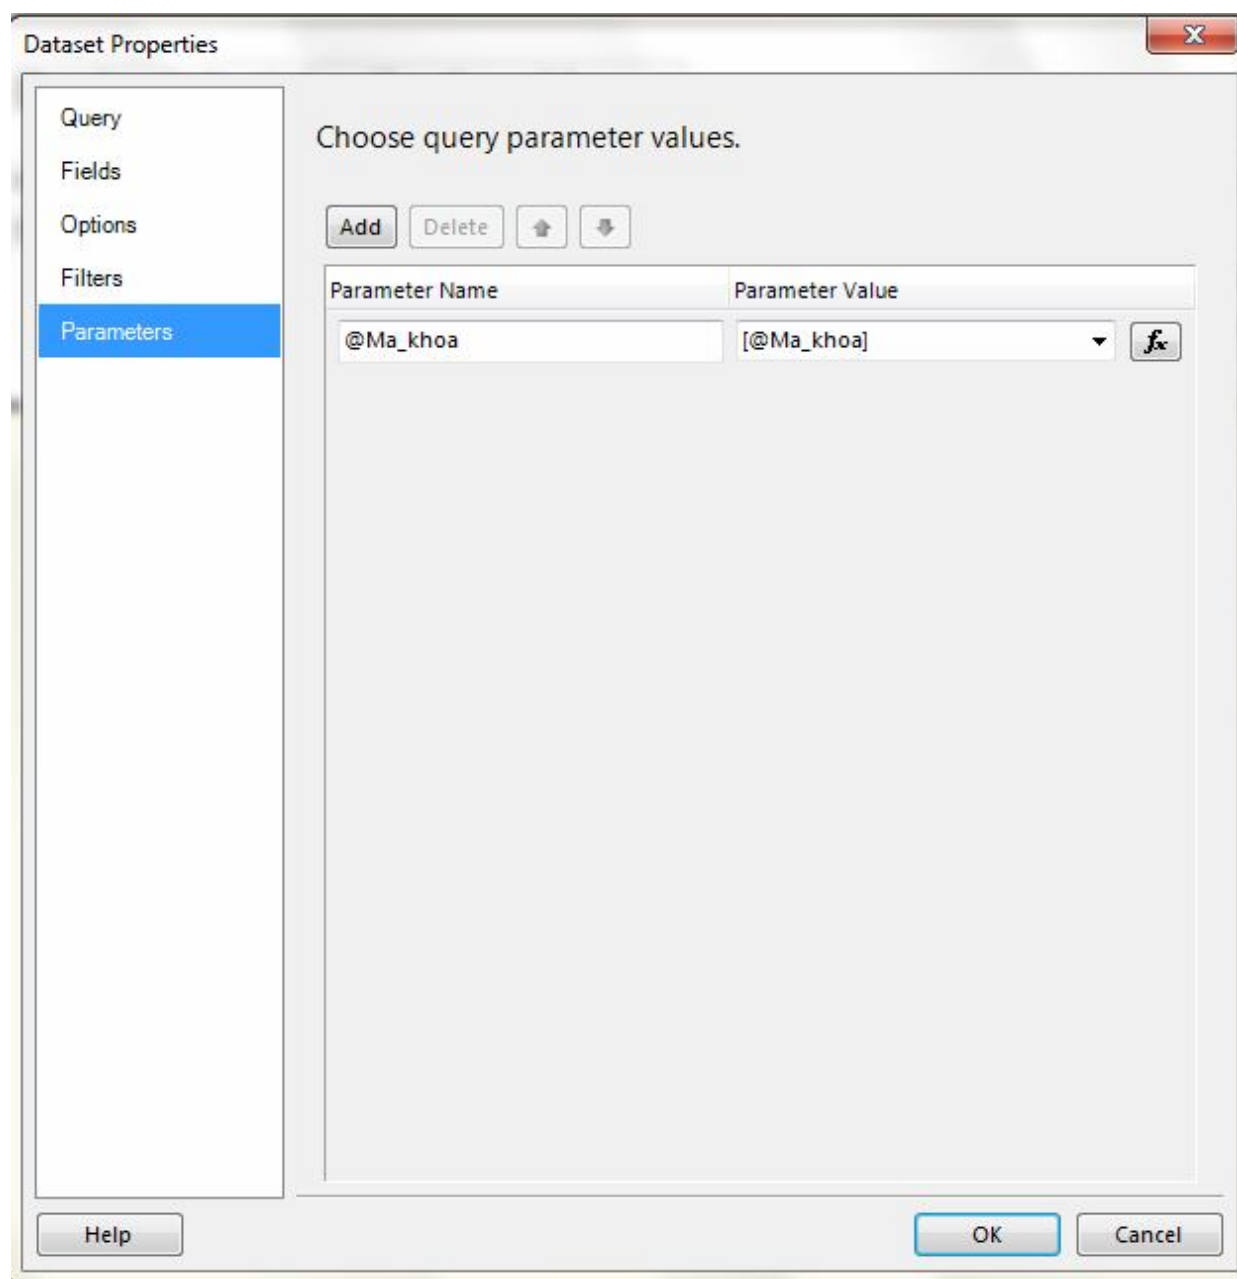 Dataset Properties
Query
Fields
Options
Filters
Parameters
Choose query parameter values.
Add Delete
Parameter Name Parameter Value
@Ma_khoa [@Ma_khoa] fx
Help OK Cancel